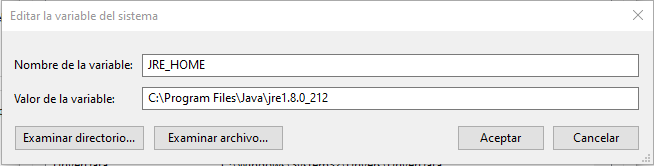 Editar la variable del sistema
Nombre de la variable: JRE_HOME
Valor de la variable: C:\Program Files\Java\jre1.8.0_212
Examinar directorio... Examinar archivo... Aceptar Cancelar